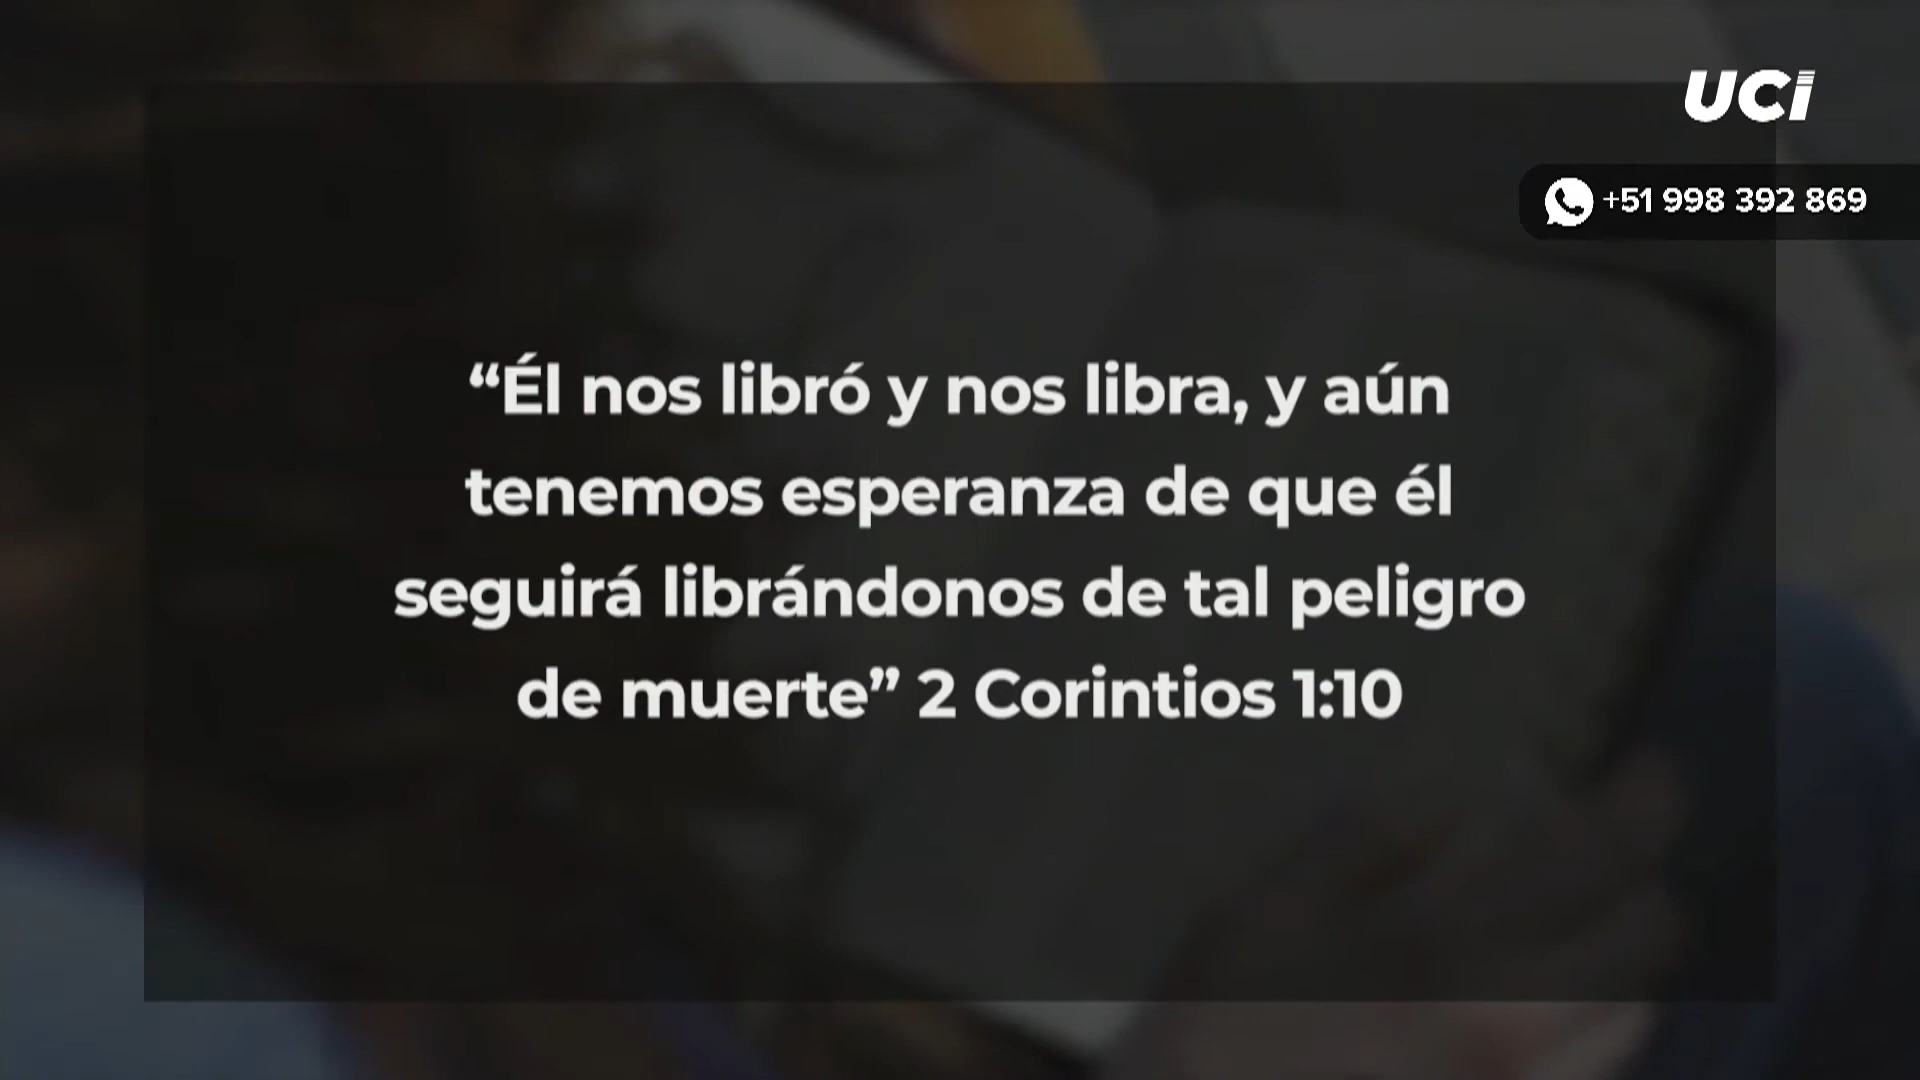 UCI
+51 998 392 869
“Él nos libró y nos libra, y aún
tenemos esperanza de que él
seguirá librándonos de tal peligro
de muerte” 2 Corintios 1:10